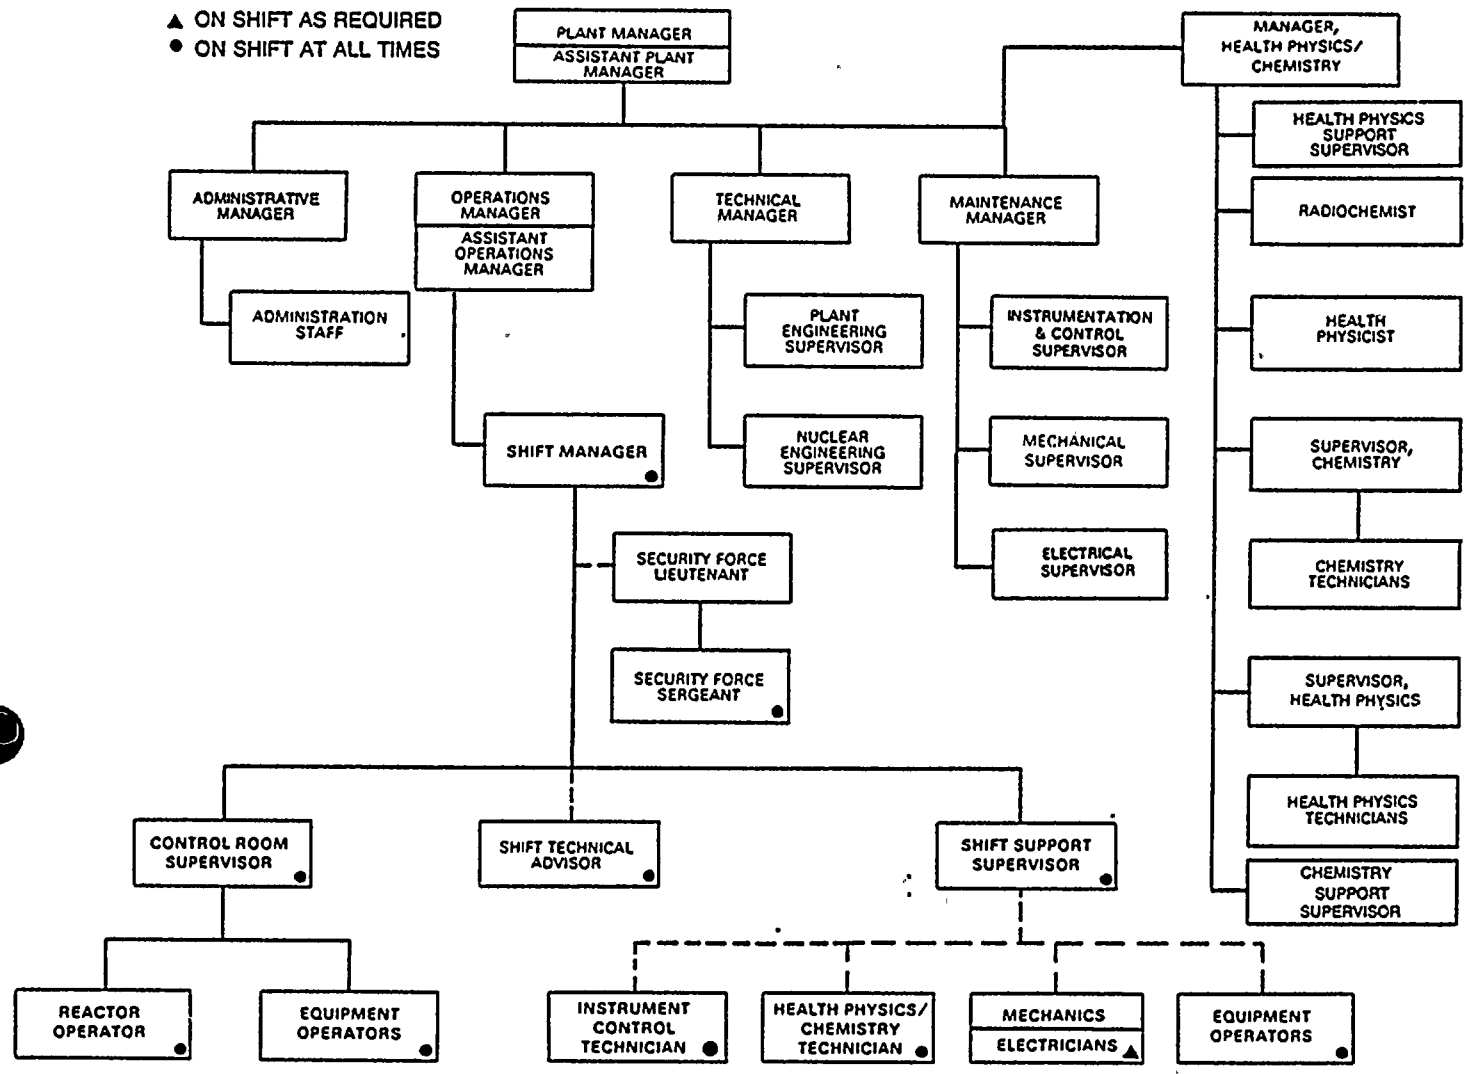 ▲ ON SHIFT AS REQUIRED
● ON SHIFT AT ALL TIMES
PLANT MANAGER
ASSISTANT PLANT
MANAGER
MANAGER,
HEALTH PHYSICS/
CHEMISTRY
ADMINISTRATIVE
MANAGER
ADMINISTRATION
STAFF
OPERATIONS
MANAGER
ASSISTANT
OPERATIONS
MANAGER
TECHNICAL
MANAGER
PLANT
ENGINEERING
SUPERVISOR
NUCLEAR
ENGINEERING
SUPERVISOR
MAINTENANCE
MANAGER
INSTRUMENTATION
& CONTROL
SUPERVISOR
MECHANICAL
SUPERVISOR
ELECTRICAL
SUPERVISOR
HEALTH PHYSICS
SUPPORT
SUPERVISOR
RADIOCHEMIST
HEALTH
PHYSICIST
SUPERVISOR,
CHEMISTRY
CHEMISTRY
TECHNICIANS
SUPERVISOR,
HEALTH PHYSICS
HEALTH PHYSICS
TECHNICIANS
CHEMISTRY
SUPPORT
SUPERVISOR
SHIFT MANAGER
SECURITY FORCE
LIEUTENANT
SECURITY FORCE
SERGEANT
CONTROL ROOM
SUPERVISOR
SHIFT TECHNICAL
ADVISOR
SHIFT SUPPORT
SUPERVISOR
REACTOR
OPERATOR
EQUIPMENT
OPERATORS
INSTRUMENT
CONTROL
TECHNICIAN
HEALTH PHYSICS/
CHEMISTRY
TECHNICIAN
MECHANICS
ELECTRICIANS
EQUIPMENT
OPERATORS